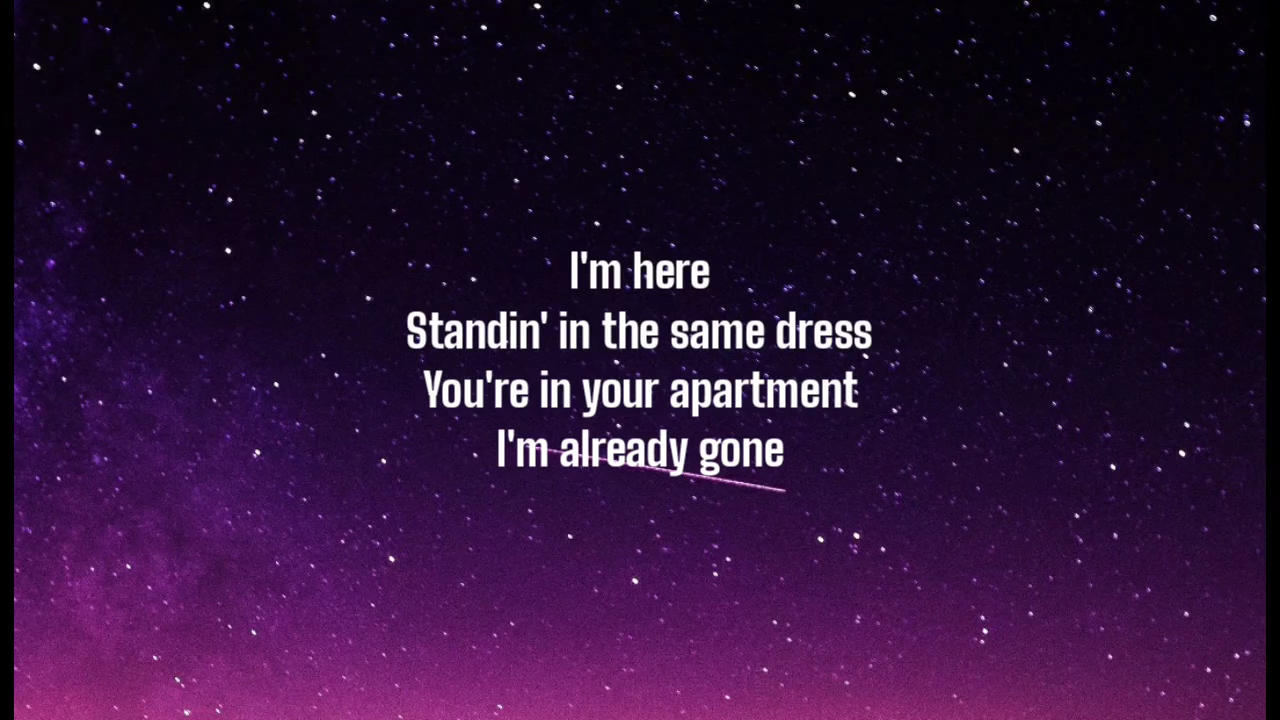 I'm here
Standin' in the same dress
You're in your apartment
I'm already gone